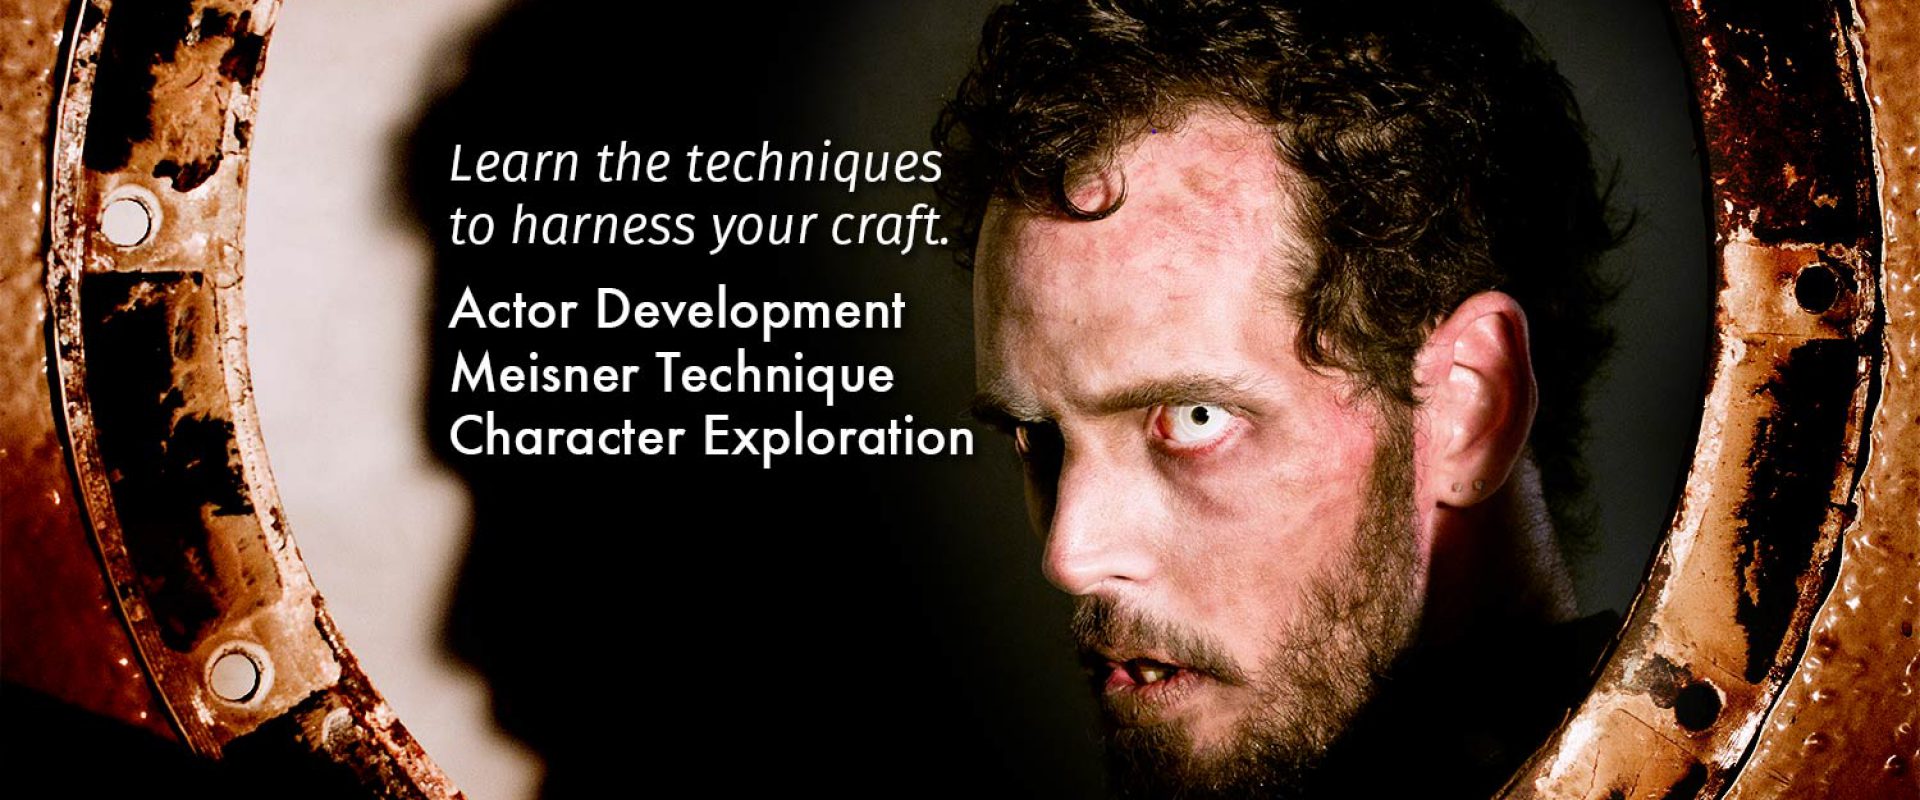 Learn the techniques
to harness your craft.
Actor Development
Meisner Technique
Character Exploration